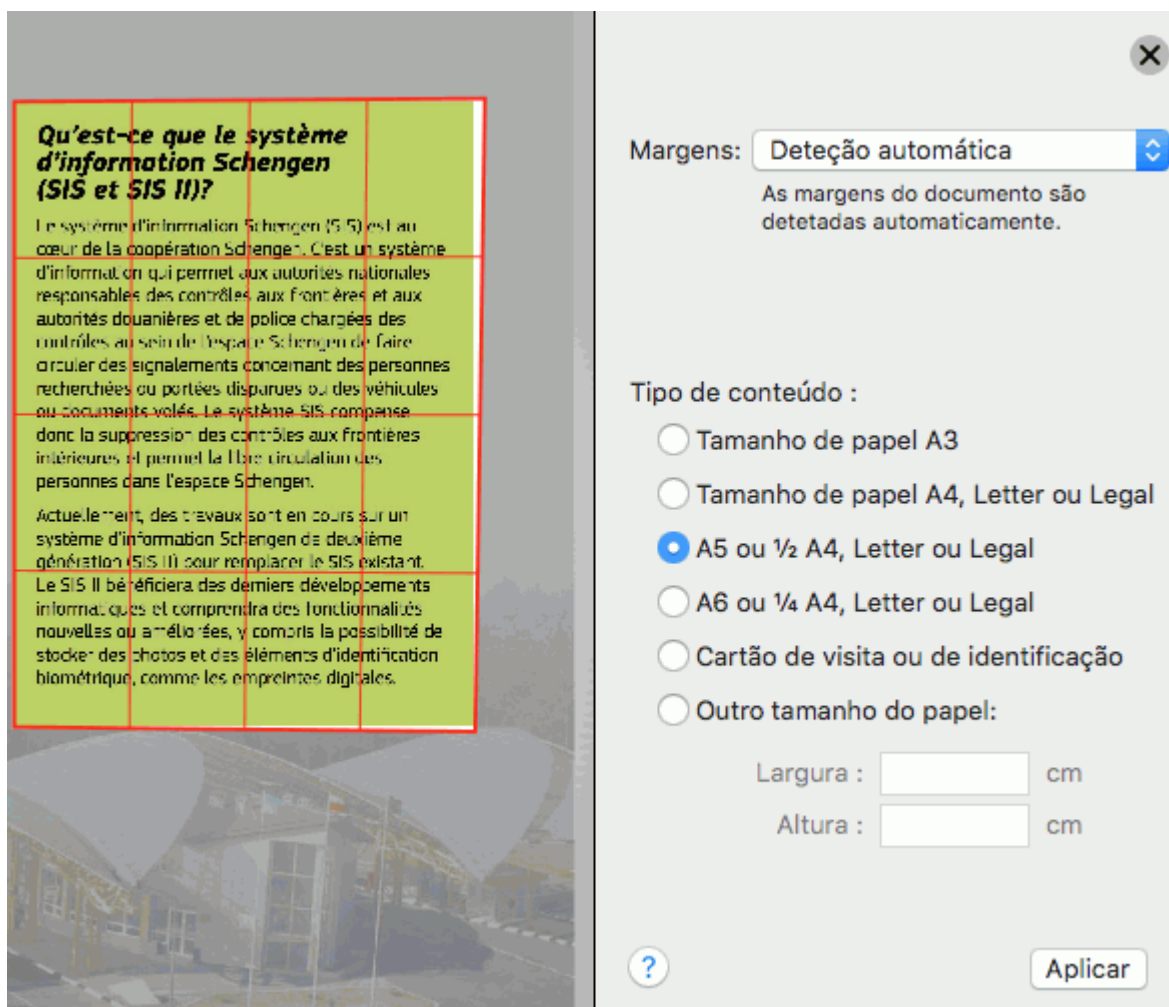 Qu'est-ce que le système
d'information Schengen
(SIS et SIS II)?
Le système d'information Schengen (SIS) est au
cœur de la coopération Schengen. C'est un système
d'information qui permet aux autorités nationales
responsables des contrôles aux frontières et aux
autorités douanières et de police chargées des
contrôles au sein de l'espace Schengen de faire
circuler des signalements concernant des personnes
recherchées ou portées disparues ou des véhicules
ou documents volés. Le système SIS compense
donc la suppression des contrôles aux frontières
intérieures et permet la libre circulation des
personnes dans l'espace Schengen.
Actuellement, des travaux sont en cours sur un
système d'information Schengen de deuxième
génération (SIS II) pour remplacer le SIS existant.
Le SIS II bénéficiera des derniers développements
informatiques et comprendra des fonctionnalités
nouvelles ou améliorées, y compris la possibilité de
stocker des photos et des éléments d'identification
biométrique, comme les empreintes digitales.
Margens: Deteção automática
As margens do documento são
detetadas automaticamente.
Tipo de conteúdo :
Tamanho de papel A3
Tamanho de papel A4, Letter ou Legal
A5 ou ½ A4, Letter ou Legal
A6 ou ¼ A4, Letter ou Legal
Cartão de visita ou de identificação
Outro tamanho do papel:
Largura : cm
Altura : cm
? Aplicar